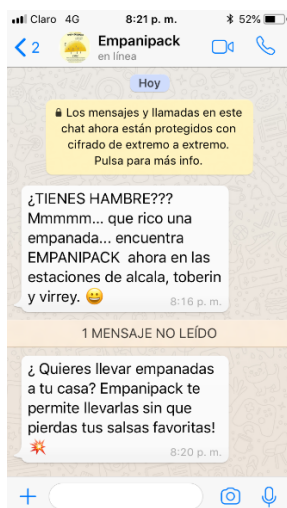 Claro 4G 8:21 p. m. 52%
2 Empanipack
en línea
Hoy
Los mensajes y llamadas en este
chat ahora están protegidos con
cifrado de extremo a extremo.
Pulsa para más info.
¿TIENES HAMBRE???
Mmmmm... que rico una
empanada... encuentra
EMPANIPACK ahora en las
estaciones de alcala, toberin
y virrey. 😀
8:16 p. m.
1 MENSAJE NO LEÍDO
¿ Quieres llevar empanadas
a tu casa? Empanipack te
permite llevarlas sin que
pierdas tus salsas favoritas!
💥
8:20 p. m.